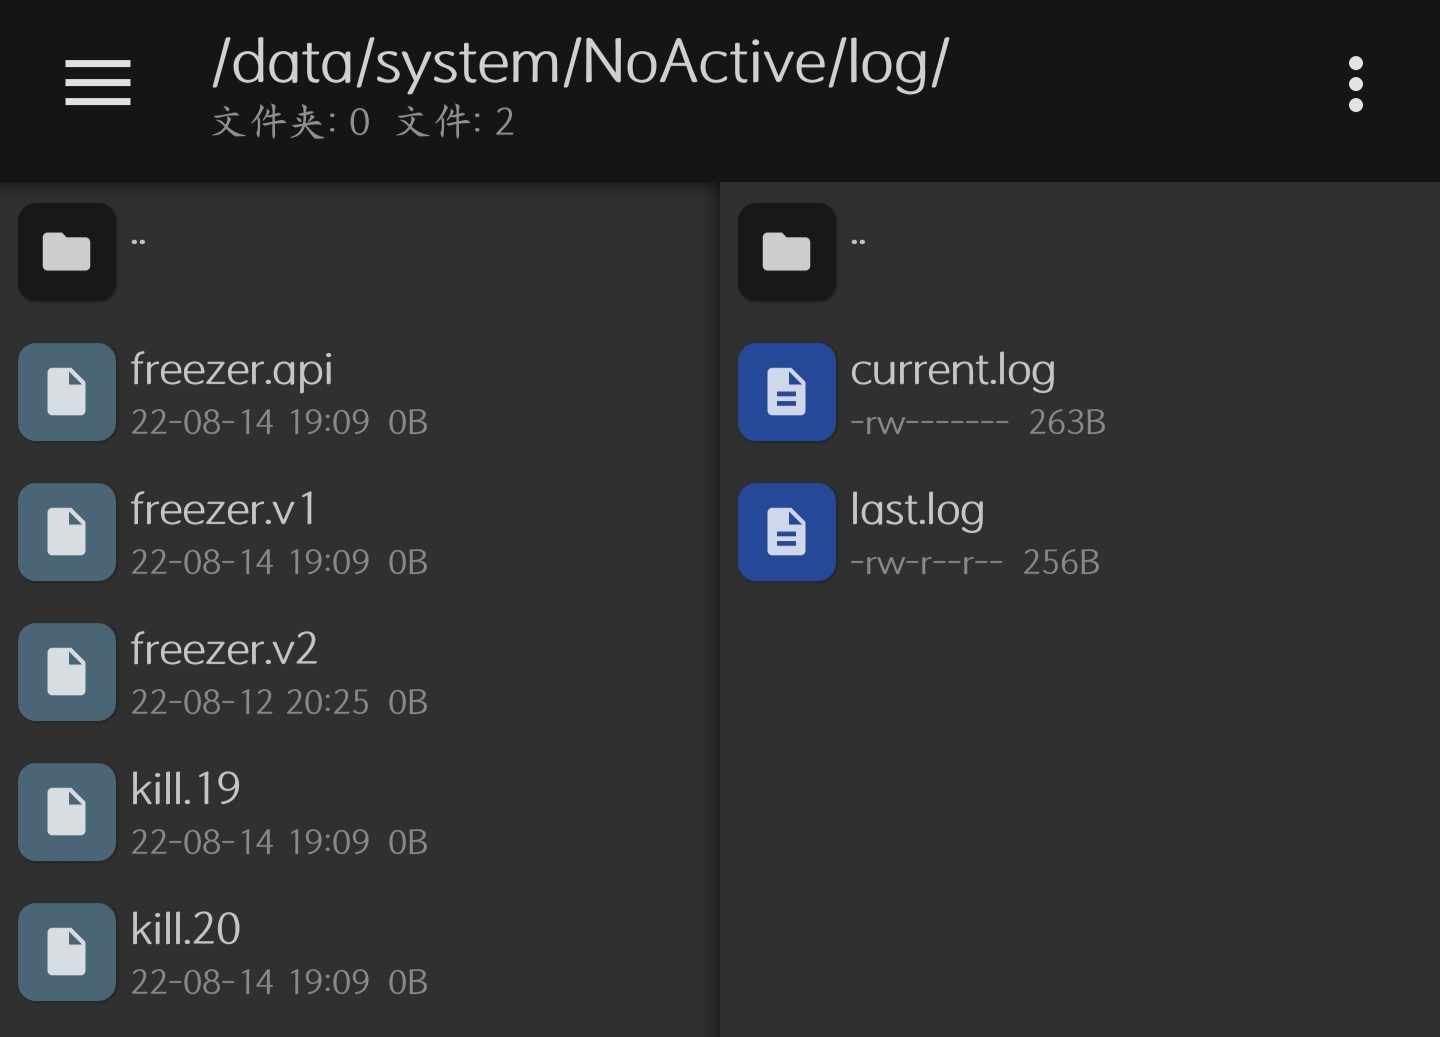 /data/system/NoActive/log/
文件夹: 0 文件: 2
..
freezer.api
22-08-14 19:09 0B
freezer.v1
22-08-14 19:09 0B
freezer.v2
22-08-12 20:25 0B
kill.19
22-08-14 19:09 0B
kill.20
22-08-14 19:09 0B
..
current.log
-rw------- 263B
last.log
-rw-r--r-- 256B